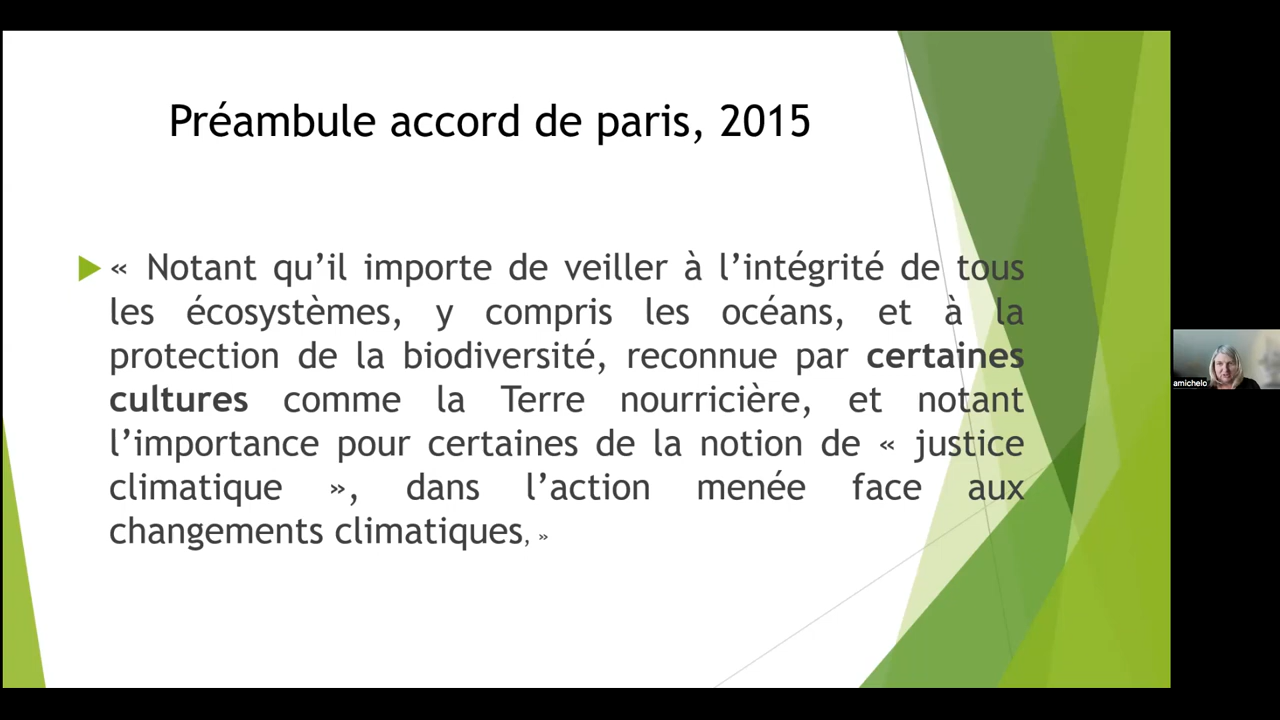 Préambule accord de paris, 2015
« Notant qu’il importe de veiller à l’intégrité de tous
les écosystèmes, y compris les océans, et à la
protection de la biodiversité, reconnue par certaines
cultures comme la Terre nourricière, et notant
l’importance pour certaines de la notion de « justice
climatique », dans l’action menée face aux
changements climatiques, »
amichelo